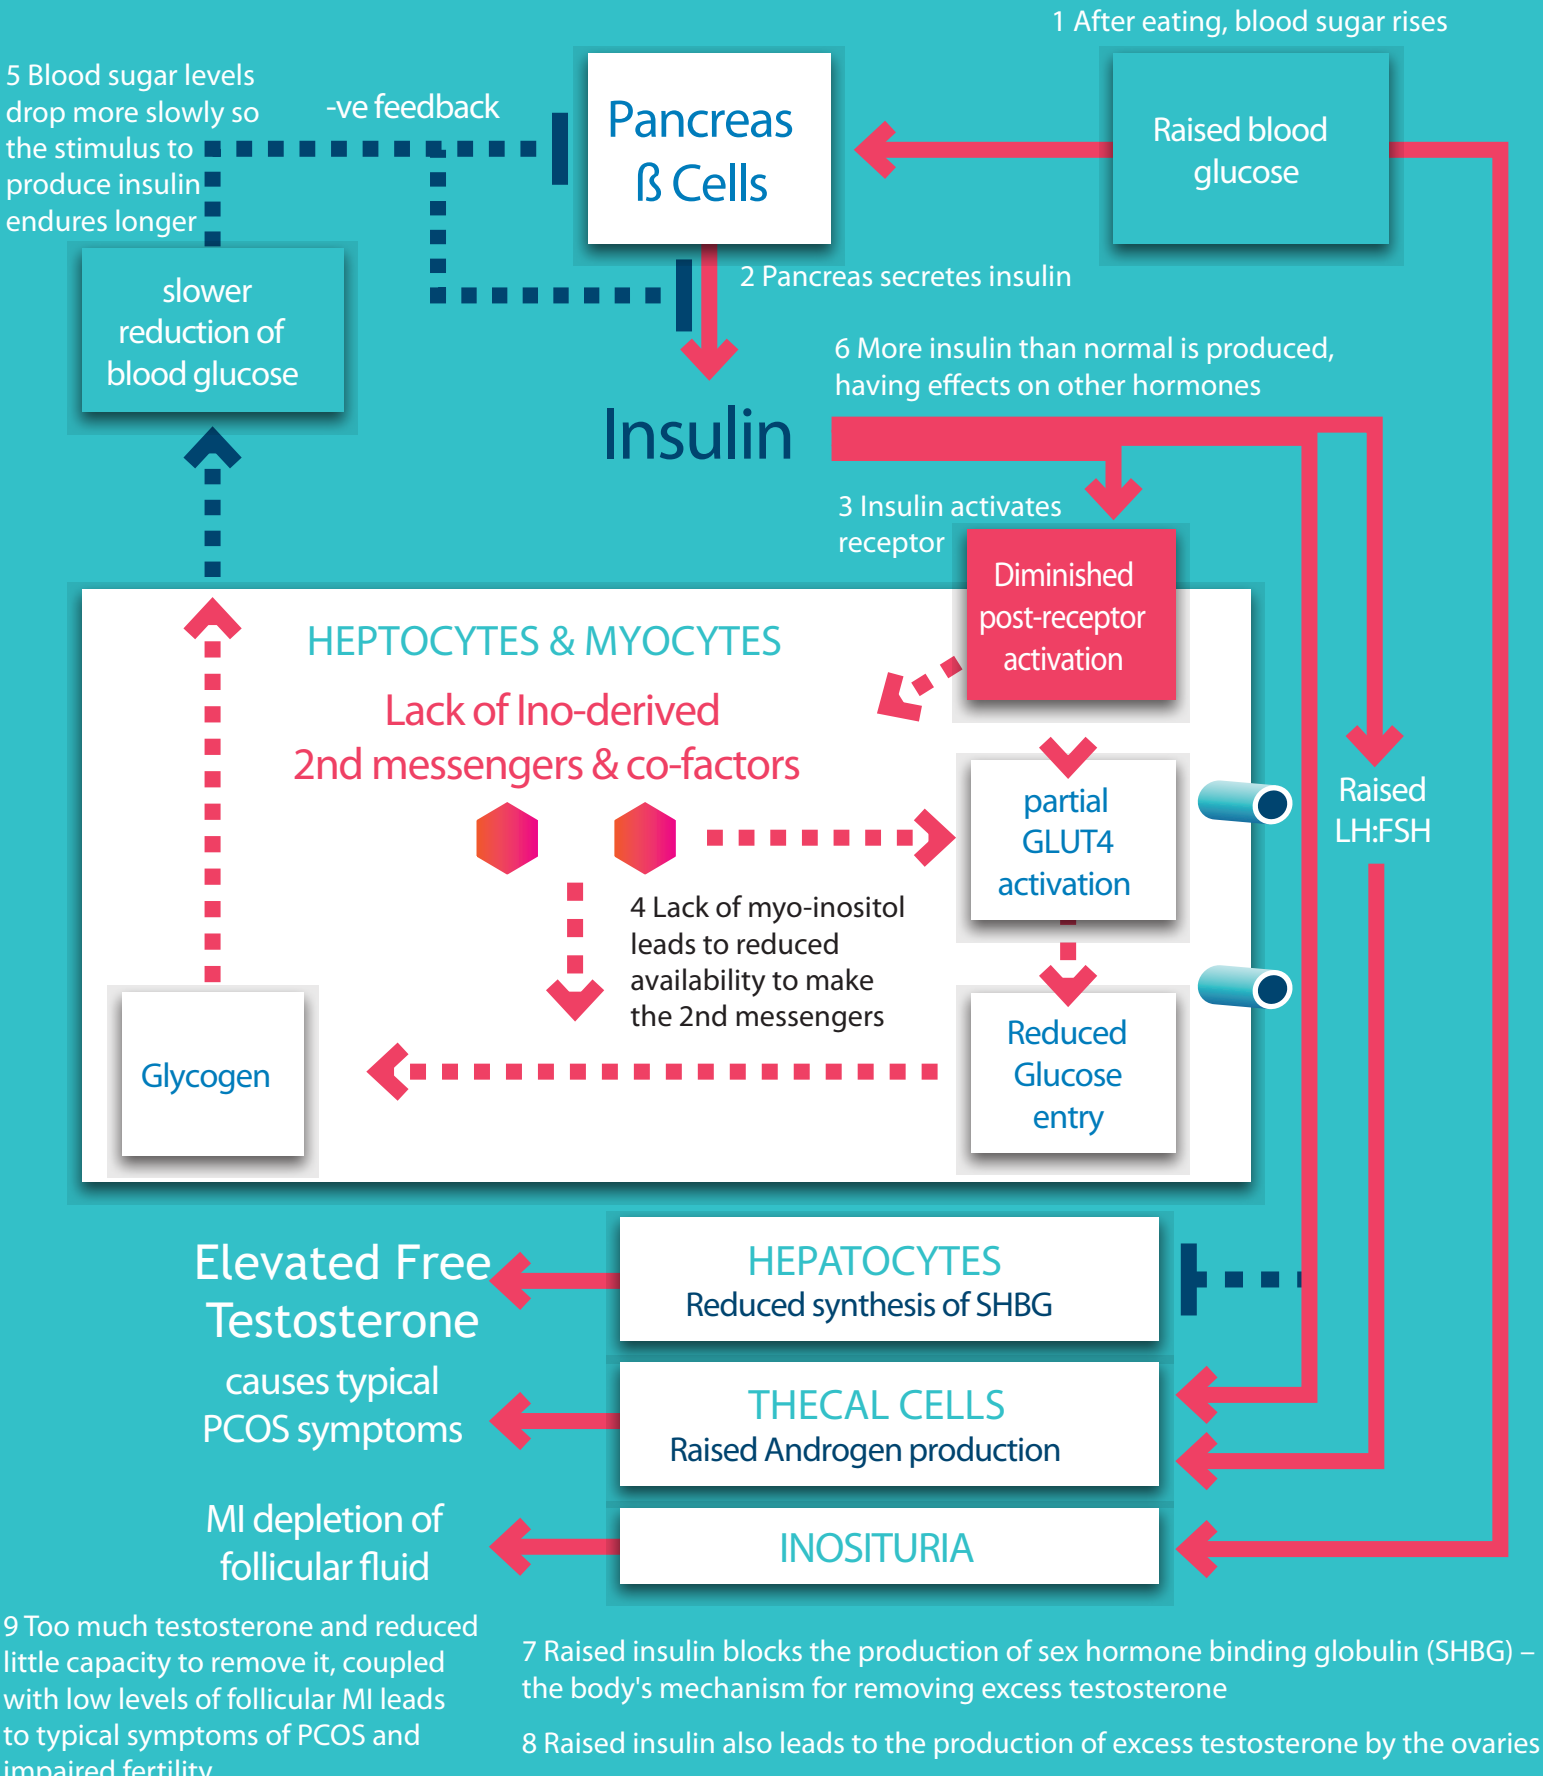 1 After eating, blood sugar rises
5 Blood sugar levels
drop more slowly so
the stimulus to
produce insulin
endures longer
-ve feedback
Pancreas
ß Cells
Raised blood
glucose
slower
reduction of
blood glucose
2 Pancreas secretes insulin
6 More insulin than normal is produced,
having effects on other hormones
Insulin
3 Insulin activates
receptor
Diminished
post-receptor
activation
HEPTOCYTES & MYOCYTES
Lack of Ino-derived
2nd messengers & co-factors
partial
GLUT4
activation
Raised
LH:FSH
4 Lack of myo-inositol
leads to reduced
availability to make
the 2nd messengers
Glycogen
Reduced
Glucose
entry
Elevated Free
Testosterone
causes typical
PCOS symptoms
HEPATOCYTES
Reduced synthesis of SHBG
THECAL CELLS
Raised Androgen production
MI depletion of
follicular fluid
INOSITURIA
9 Too much testosterone and reduced
little capacity to remove it, coupled
with low levels of follicular MI leads
to typical symptoms of PCOS and
impaired fertility
7 Raised insulin blocks the production of sex hormone binding globulin (SHBG) –
the body's mechanism for removing excess testosterone
8 Raised insulin also leads to the production of excess testosterone by the ovaries